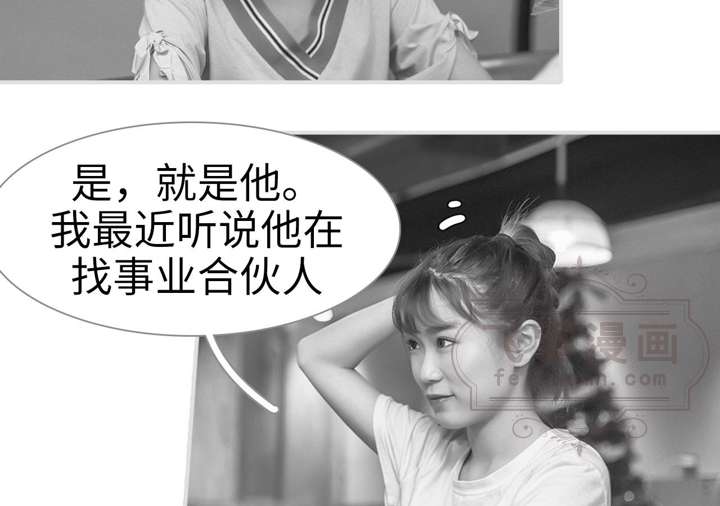 是，就是他。
我最近听说他在
找事业合伙人
漫画